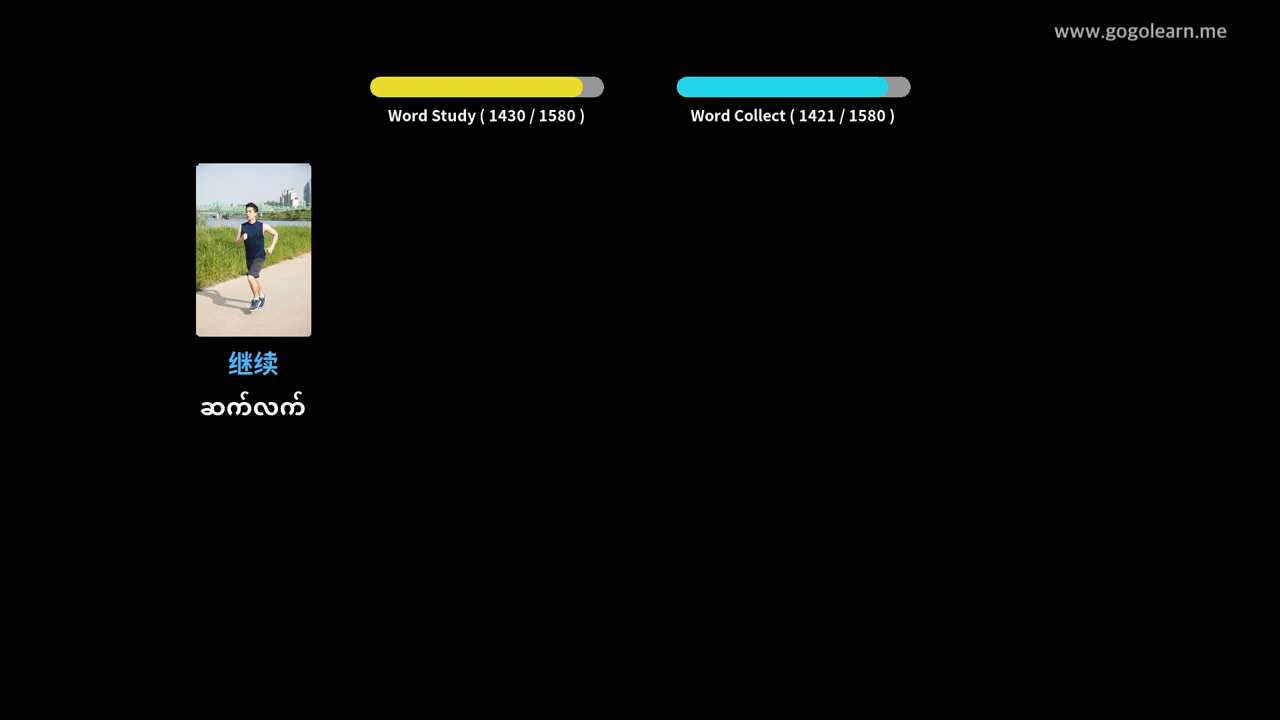 www.gogolearn.me
Word Study ( 1430 / 1580 )
Word Collect ( 1421 / 1580 )
继续
ဆက်လက်